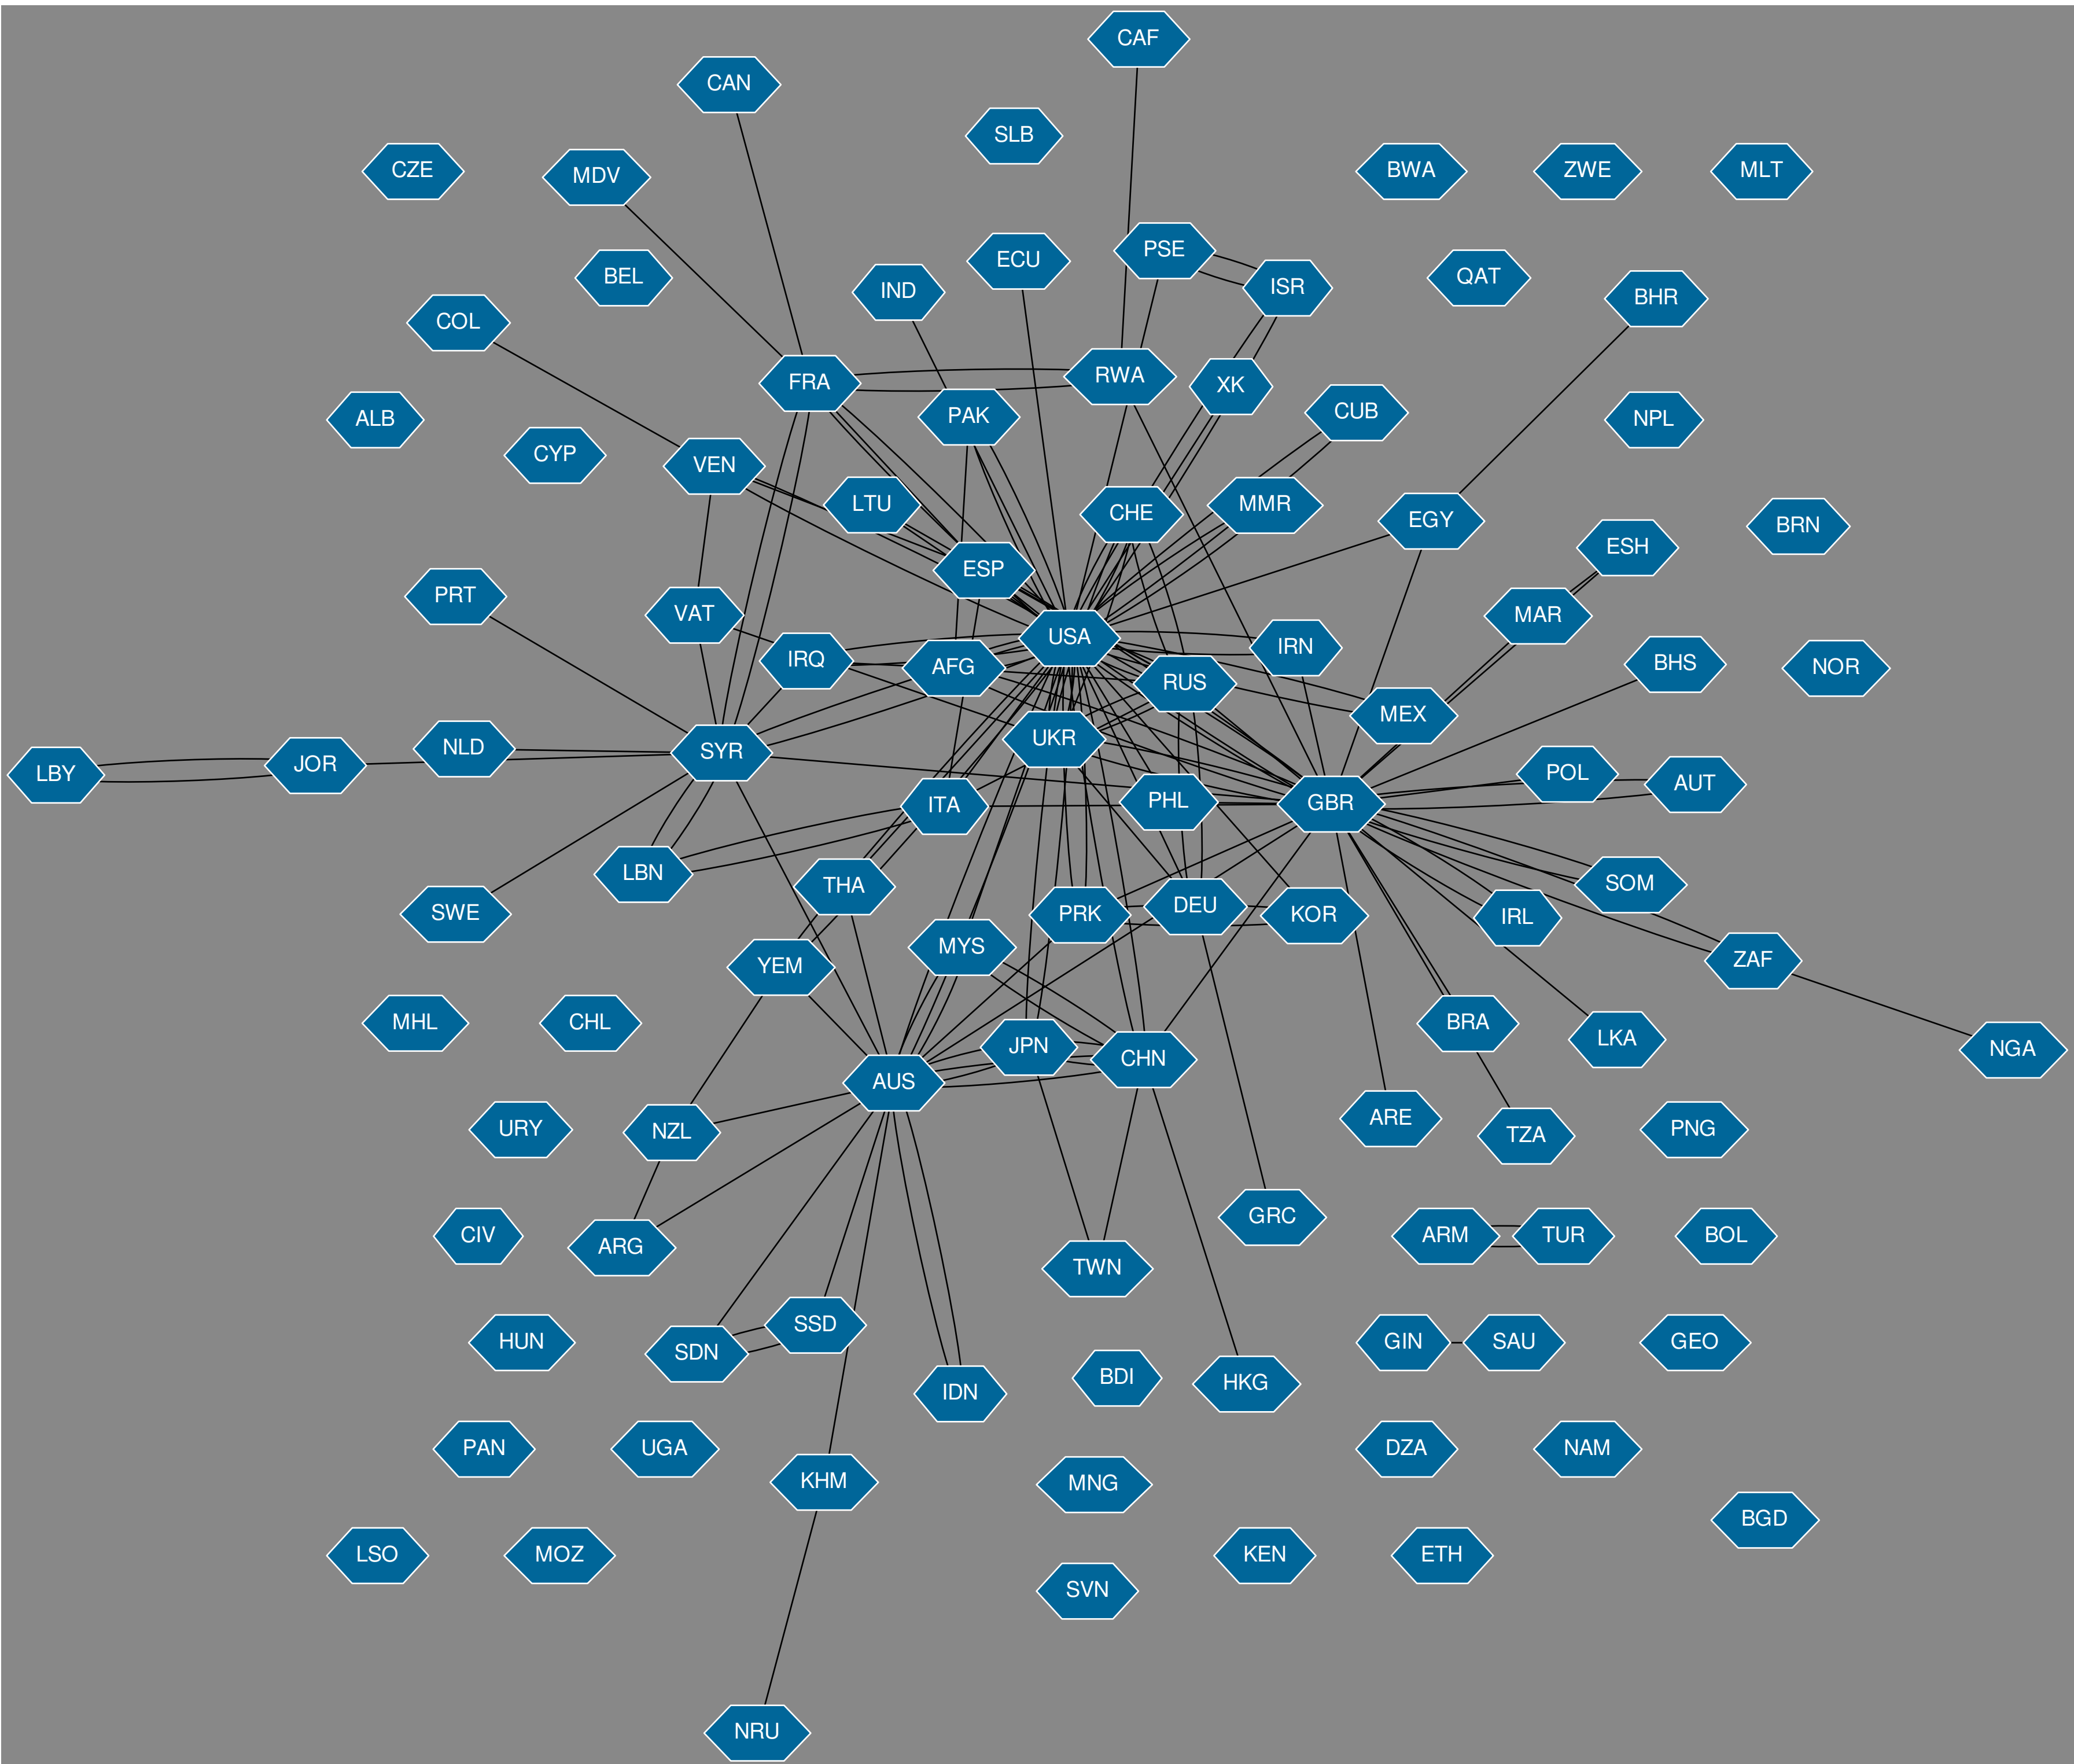 CAF
CAN
SLB
CZE
MDV
BWA
ZWE
MLT
PSE
ECU
BEL
IND
ISR
QAT
BHR
COL
FRA
RWA
XK
PAK
CUB
ALB
NPL
CYP
VEN
LTU
CHE
MMR
EGY
BRN
ESH
ESP
PRT
VAT
MAR
USA
IRN
IRQ
AFG
BHS
NOR
RUS
MEX
UKR
NLD
SYR
JOR
LBY
POL
AUT
ITA
PHL
GBR
LBN
THA
SOM
SWE
PRK
DEU
KOR
IRL
MYS
YEM
ZAF
MHL
CHL
BRA
LKA
JPN
CHN
NGA
AUS
URY
NZL
ARE
TZA
PNG
GRC
CIV
ARG
ARM
TUR
BOL
TWN
SSD
HUN
SDN
GIN
SAU
GEO
BDI
HKG
IDN
PAN
UGA
DZA
NAM
KHM
MNG
BGD
LSO
MOZ
KEN
ETH
SVN
NRU